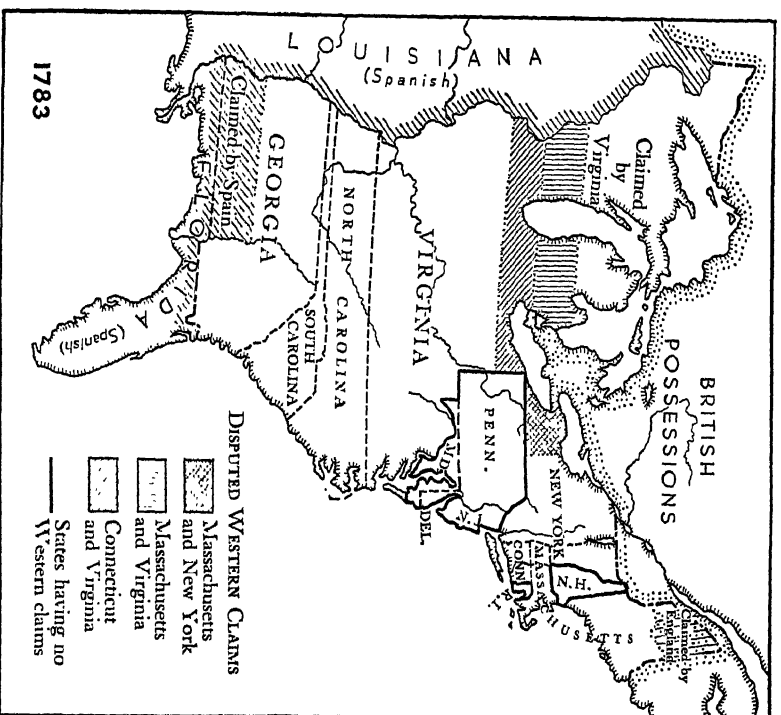 LOUISIANA
(Spanish)
Claimed by Spain
FLORIDA
(Spanish)
GEORGIA
SOUTH
CAROLINA
NORTH CAROLINA
VIRGINIA
Claimed
by
Virginia
BRITISH
POSSESSIONS
PENN.
MD.
DEL.
N.J.
NEW YORK
CONN.
MASSACHUSETTS
N.H.
R.I.
Claimed by
England
1783
DISPUTED WESTERN CLAIMS
Massachusetts
and New York
Massachusetts
and Virginia
Connecticut
and Virginia
States having no
Western claims